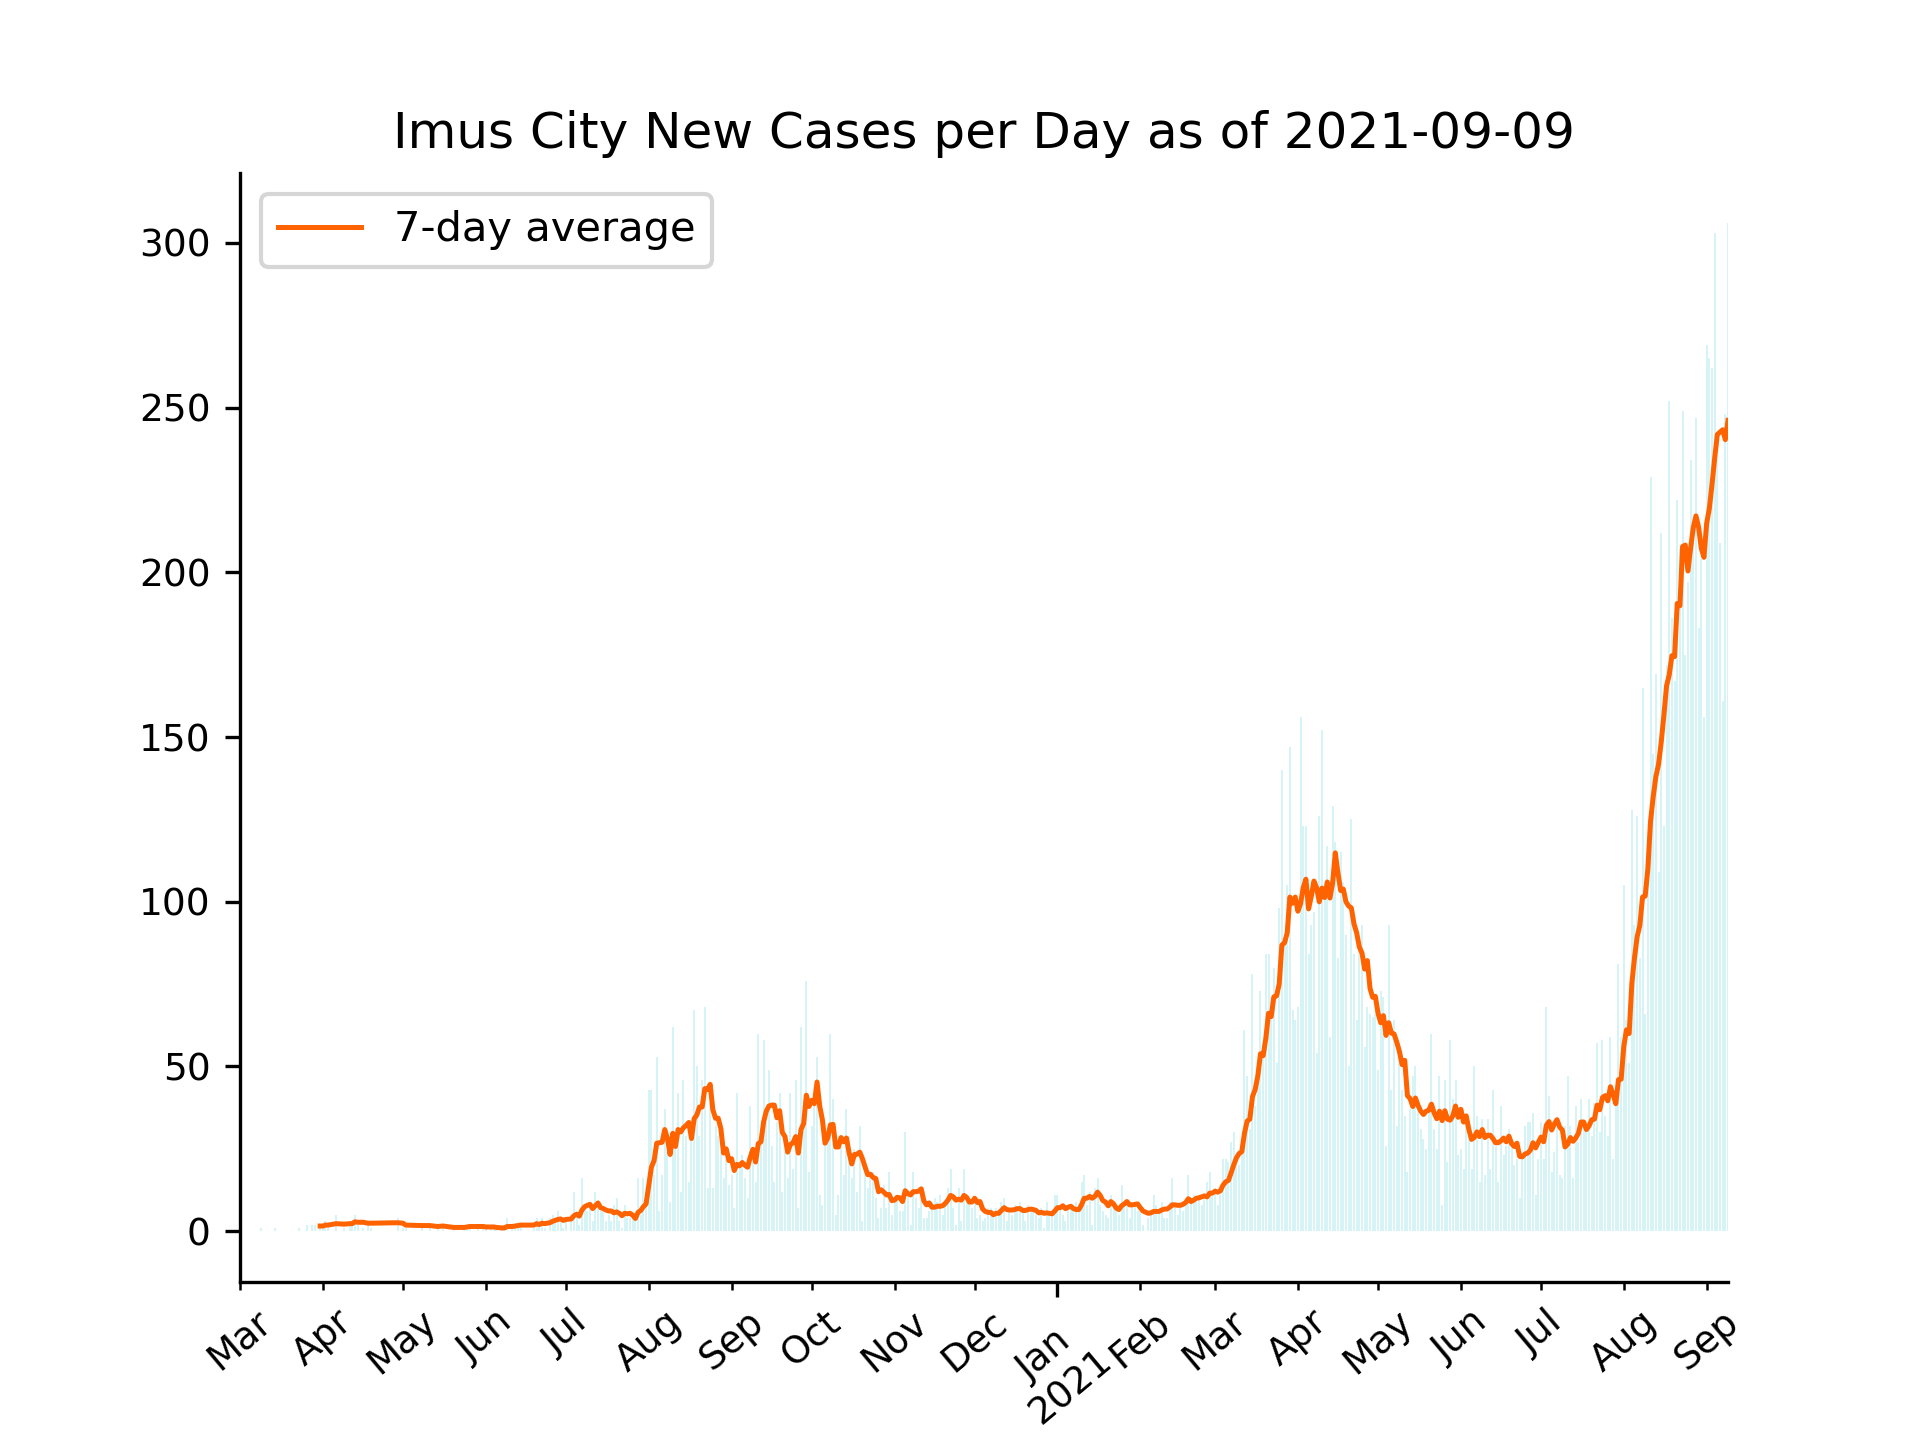 Imus City New Cases per Day as of 2021-09-09
7-day average
300
250
200
150
100
50
0
Mar Apr May Jun Jul Aug Sep Oct Nov Dec Jan Feb Mar Apr May Jun Jul Aug Sep
2021